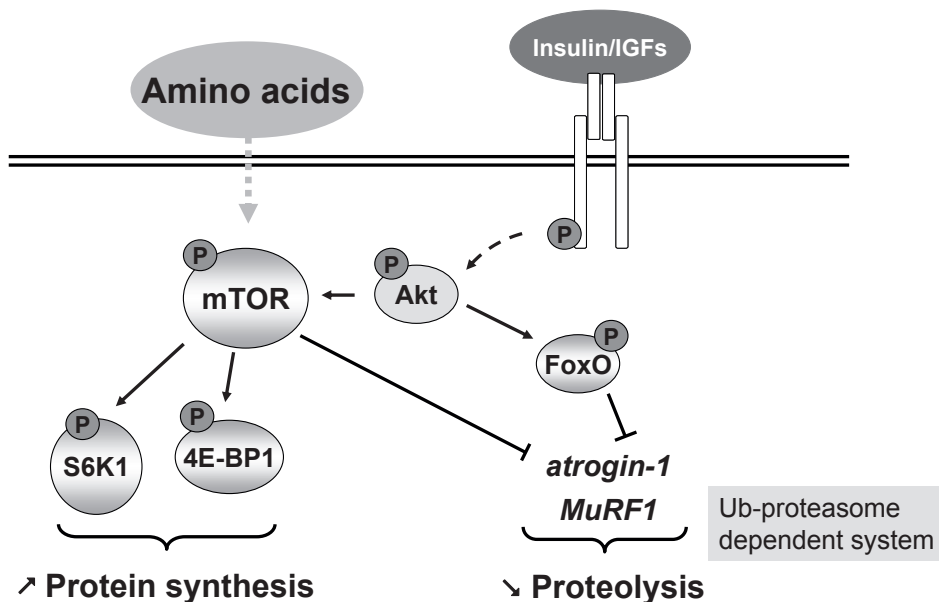 Insulin/IGFs
Amino acids
P
P
P
mTOR
Akt
P
FoxO
P
P
S6K1
4E-BP1
atrogin-1
MuRF1
Ub-proteasome
dependent system
↗ Protein synthesis
↘ Proteolysis